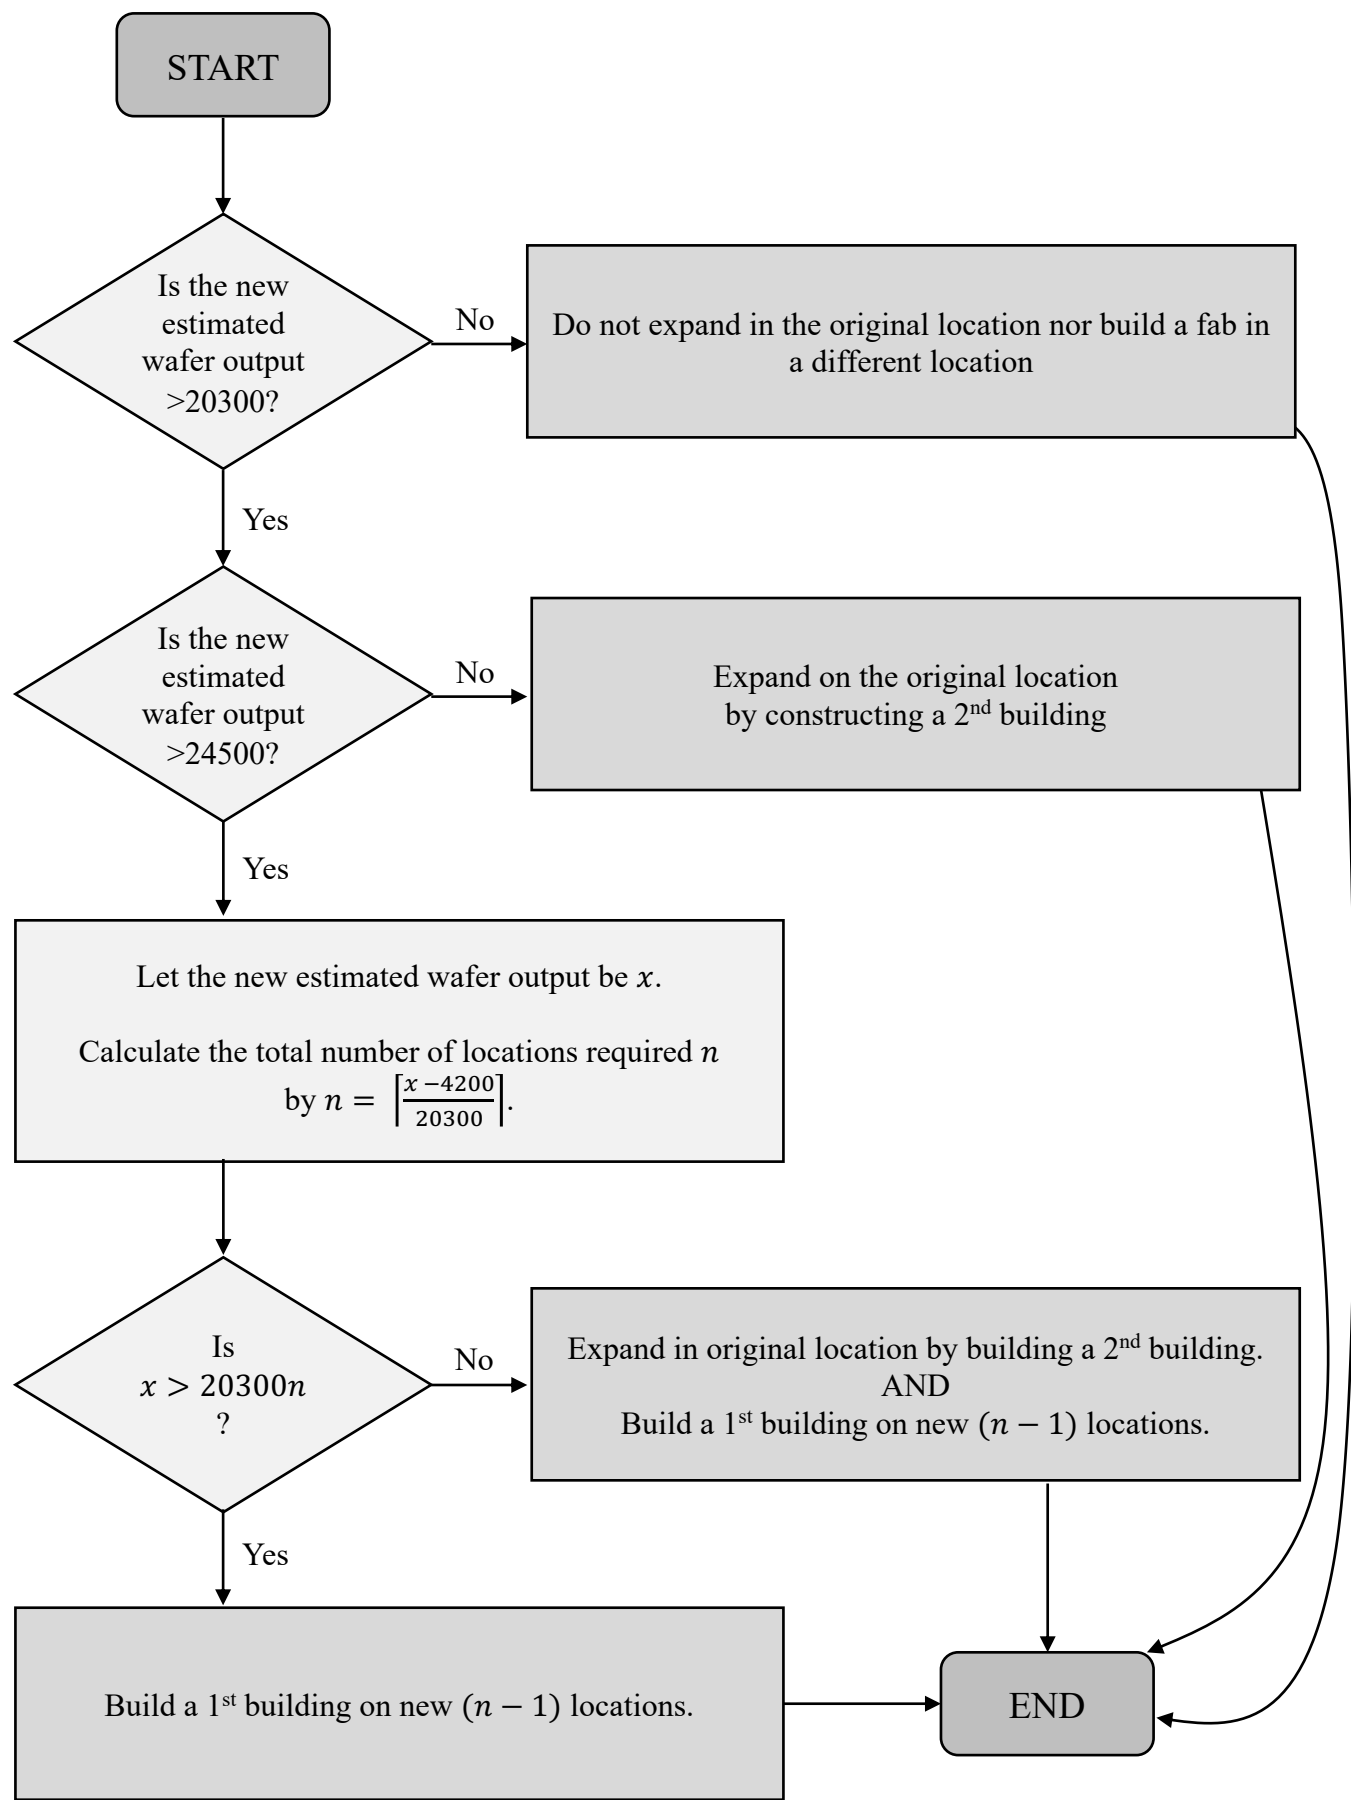 START
Is the new
estimated
wafer output
>20300?
No
Do not expand in the original location nor build a fab in
a different location
Yes
Is the new
estimated
wafer output
>24500?
No
Expand on the original location
by constructing a 2nd building
Yes
Let the new estimated wafer output be x.
Calculate the total number of locations required n
by n = ⌈(x −4200)/20300⌉.
Is
x > 20300n
?
No
Expand in original location by building a 2nd building.
AND
Build a 1st building on new (n − 1) locations.
Yes
Build a 1st building on new (n − 1) locations.
END